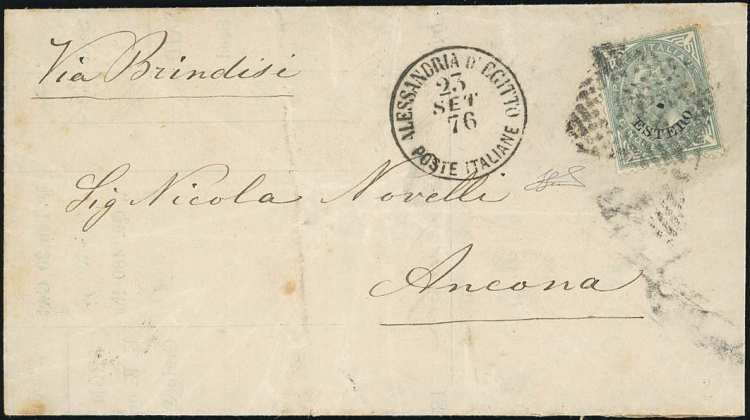 Via Brindisi
ALESSANDRIA D'EGITTO
23
SET
76
POSTE ITALIANE
ESTERO
Sig Nicola Novelli
Ancona